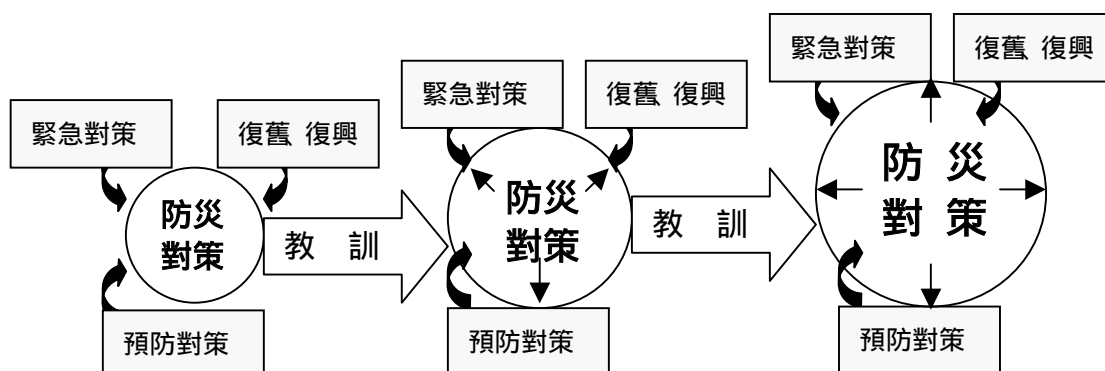 緊急對策
復舊、復興
防災
對策
預防對策
教 訓
緊急對策
復舊、復興
防災
對策
預防對策
教 訓
緊急對策
復舊、復興
防 災
對 策
預防對策